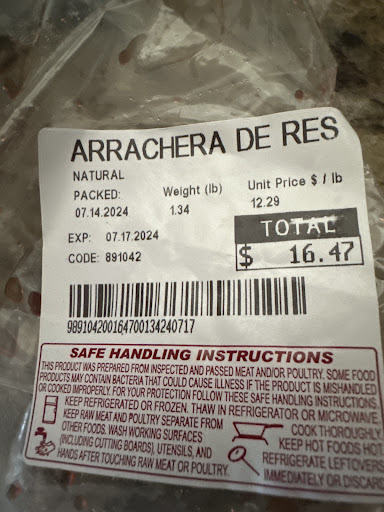 ARRACHERA DE RES
NATURAL
PACKED: Weight (lb) Unit Price $ / lb
07.14.2024 1.34 12.29
TOTAL
EXP: 07.17.2024
$ 16.47
CODE: 891042
989104200164700134240717
SAFE HANDLING INSTRUCTIONS
THIS PRODUCT WAS PREPARED FROM INSPECTED AND PASSED MEAT AND/OR POULTRY. SOME FOOD
PRODUCTS MAY CONTAIN BACTERIA THAT COULD CAUSE ILLNESS IF THE PRODUCT IS MISHANDLED
OR COOKED IMPROPERLY. FOR YOUR PROTECTION FOLLOW THESE SAFE HANDLING INSTRUCTIONS.
KEEP REFRIGERATED OR FROZEN. THAW IN REFRIGERATOR OR MICROWAVE.
KEEP RAW MEAT AND POULTRY SEPARATE FROM
OTHER FOODS. WASH WORKING SURFACES
(INCLUDING CUTTING BOARDS), UTENSILS, AND
HANDS AFTER TOUCHING RAW MEAT OR POULTRY.
COOK THOROUGHLY.
KEEP HOT FOODS HOT.
REFRIGERATE LEFTOVERS
IMMEDIATELY OR DISCARD